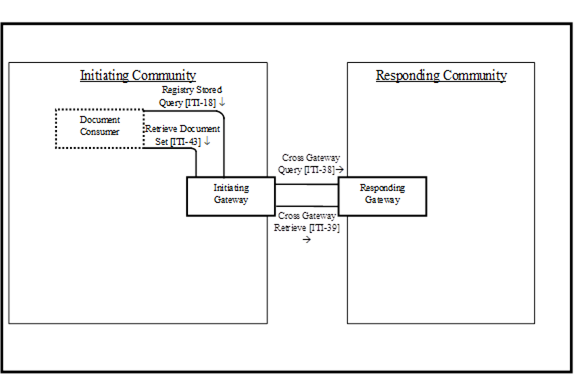 Initiating Community
Responding Community
Registry Stored
Query [ITI-18] ↓
Document
Consumer
Retrieve Document
Set [ITI-43] ↓
Cross Gateway
Query [ITI-38]→
Initiating
Gateway
Responding
Gateway
Cross Gateway
Retrieve [ITI-39]
→